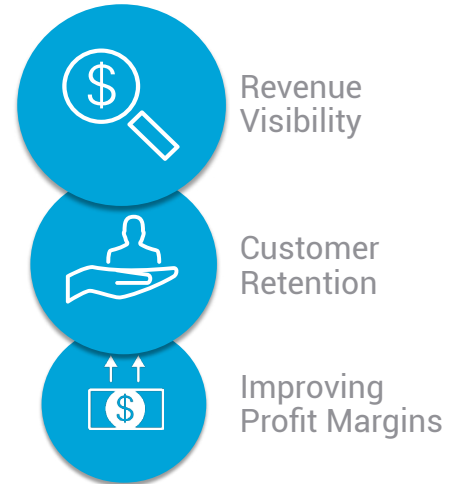 $
Revenue
Visibility
Customer
Retention
$
Improving
Profit Margins